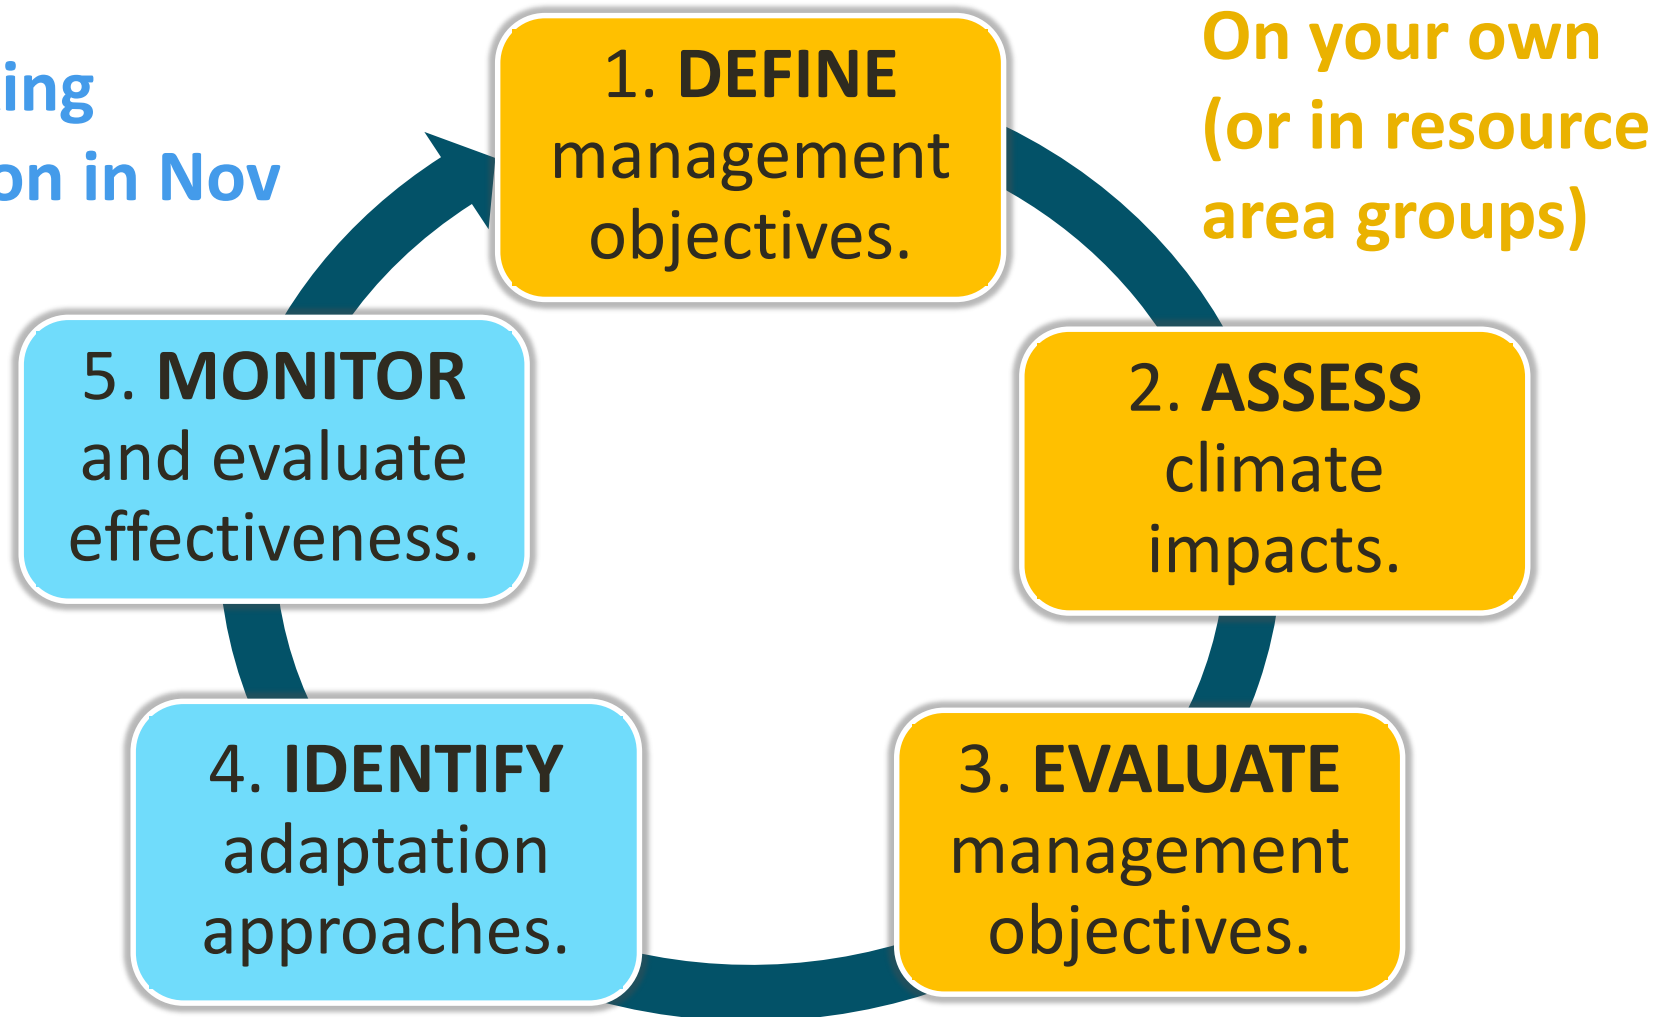 ing
on in Nov
On your own
(or in resource
area groups)
1. DEFINE
management
objectives.
2. ASSESS
climate
impacts.
3. EVALUATE
management
objectives.
4. IDENTIFY
adaptation
approaches.
5. MONITOR
and evaluate
effectiveness.